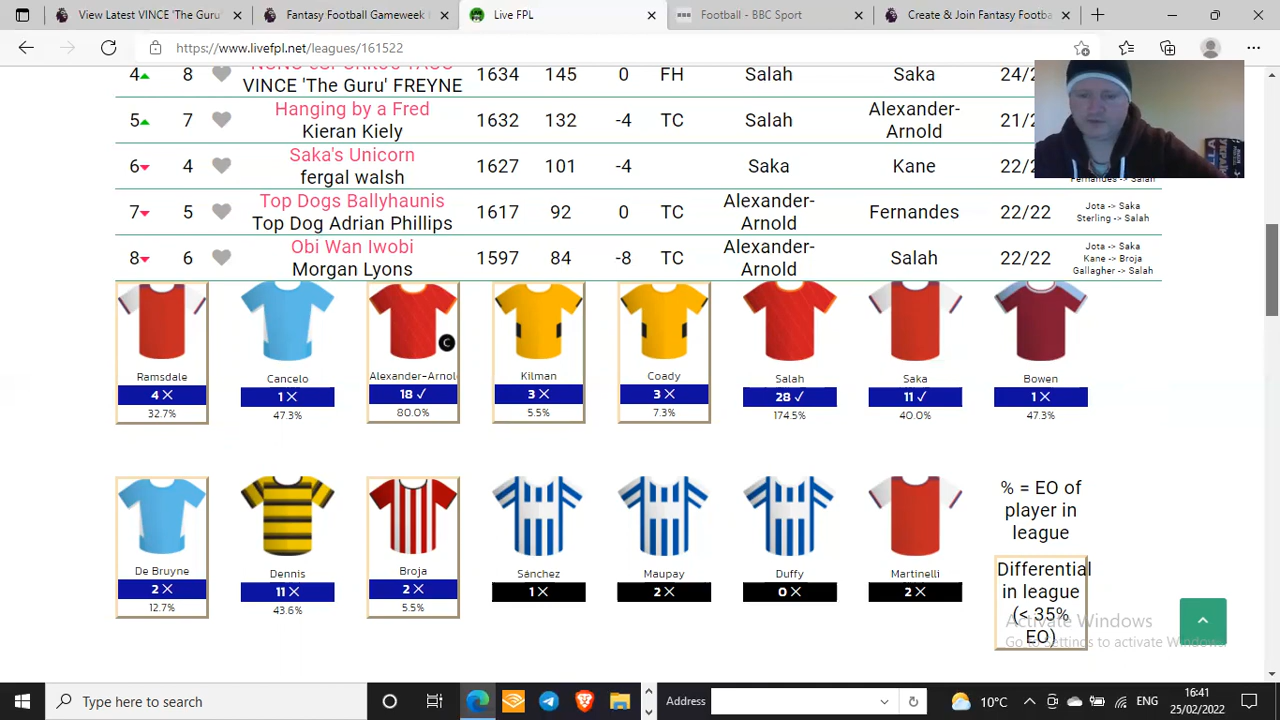 View Latest VINCE 'The Guru'
Fantasy Football Gameweek
Live FPL
Football - BBC Sport
Create & Join Fantasy Footba
https://www.livefpl.net/leagues/161522
4 8 1634 145 0 FH Salah Saka 24/2
VINCE 'The Guru' FREYNE
5 7 Hanging by a Fred 1632 132 -4 TC Salah Alexander-Arnold 21/2
Kieran Kiely
6 4 Saka's Unicorn 1627 101 -4 Saka Kane 22/2
fergal walsh
Fernandes -> Salah
7 5 Top Dogs Ballyhaunis 1617 92 0 TC Alexander-Arnold Fernandes 22/22 Jota -> Saka
Top Dog Adrian Phillips
Sterling -> Salah
8 6 Obi Wan Iwobi 1597 84 -8 TC Alexander-Arnold Salah 22/22 Jota -> Saka
Morgan Lyons
Kane -> Broja
Gallagher -> Salah
C
Ramsdale Cancelo Alexander-Arnol Kilman Coady Salah Saka Bowen
4 X 1 X 18 ✓ 3 X 3 X 28 ✓ 11 ✓ 1 X
32.7% 47.3% 80.0% 5.5% 7.3% 174.5% 40.0% 47.3%
% = EO of
player in
league
De Bruyne Dennis Broja Sánchez Maupay Duffy Martinelli
2 X 11 X 2 X 1 X 2 X 0 X 2 X
12.7% 43.6% 5.5%
Differential
in league
(< 35%
EO)
Activate Windows
Go to Settings to activate Windows.
Type here to search
Address
10°C
ENG
16:41
25/02/2022